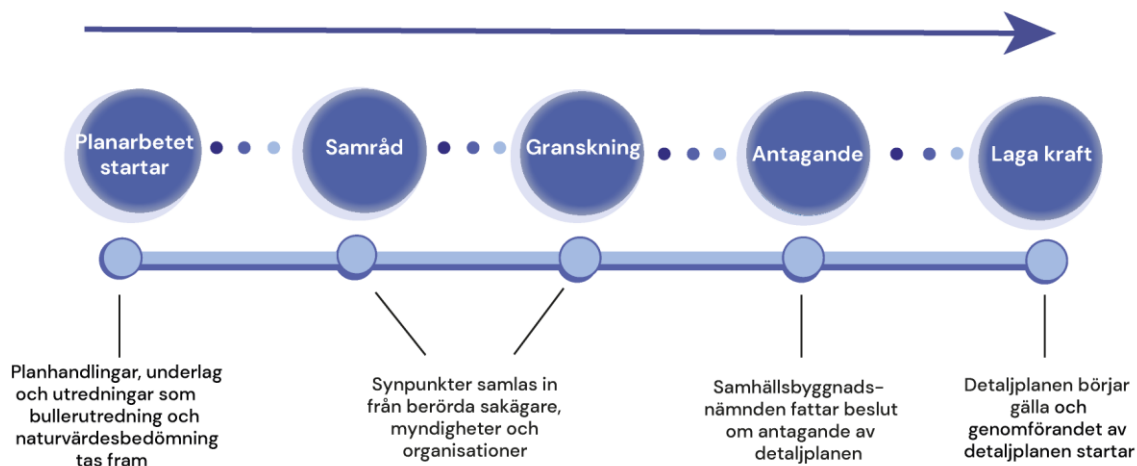 Planarbetet
startar
Samråd
Granskning
Antagande
Laga kraft
Planhandlingar, underlag
och utredningar som
bullerutredning och
naturvärdesbedömning
tas fram
Synpunkter samlas in
från berörda sakägare,
myndigheter och
organisationer
Samhällsbyggnads-
nämnden fattar beslut
om antagande av
detaljplanen
Detaljplanen börjar
gälla och
genomförandet av
detaljplanen startar